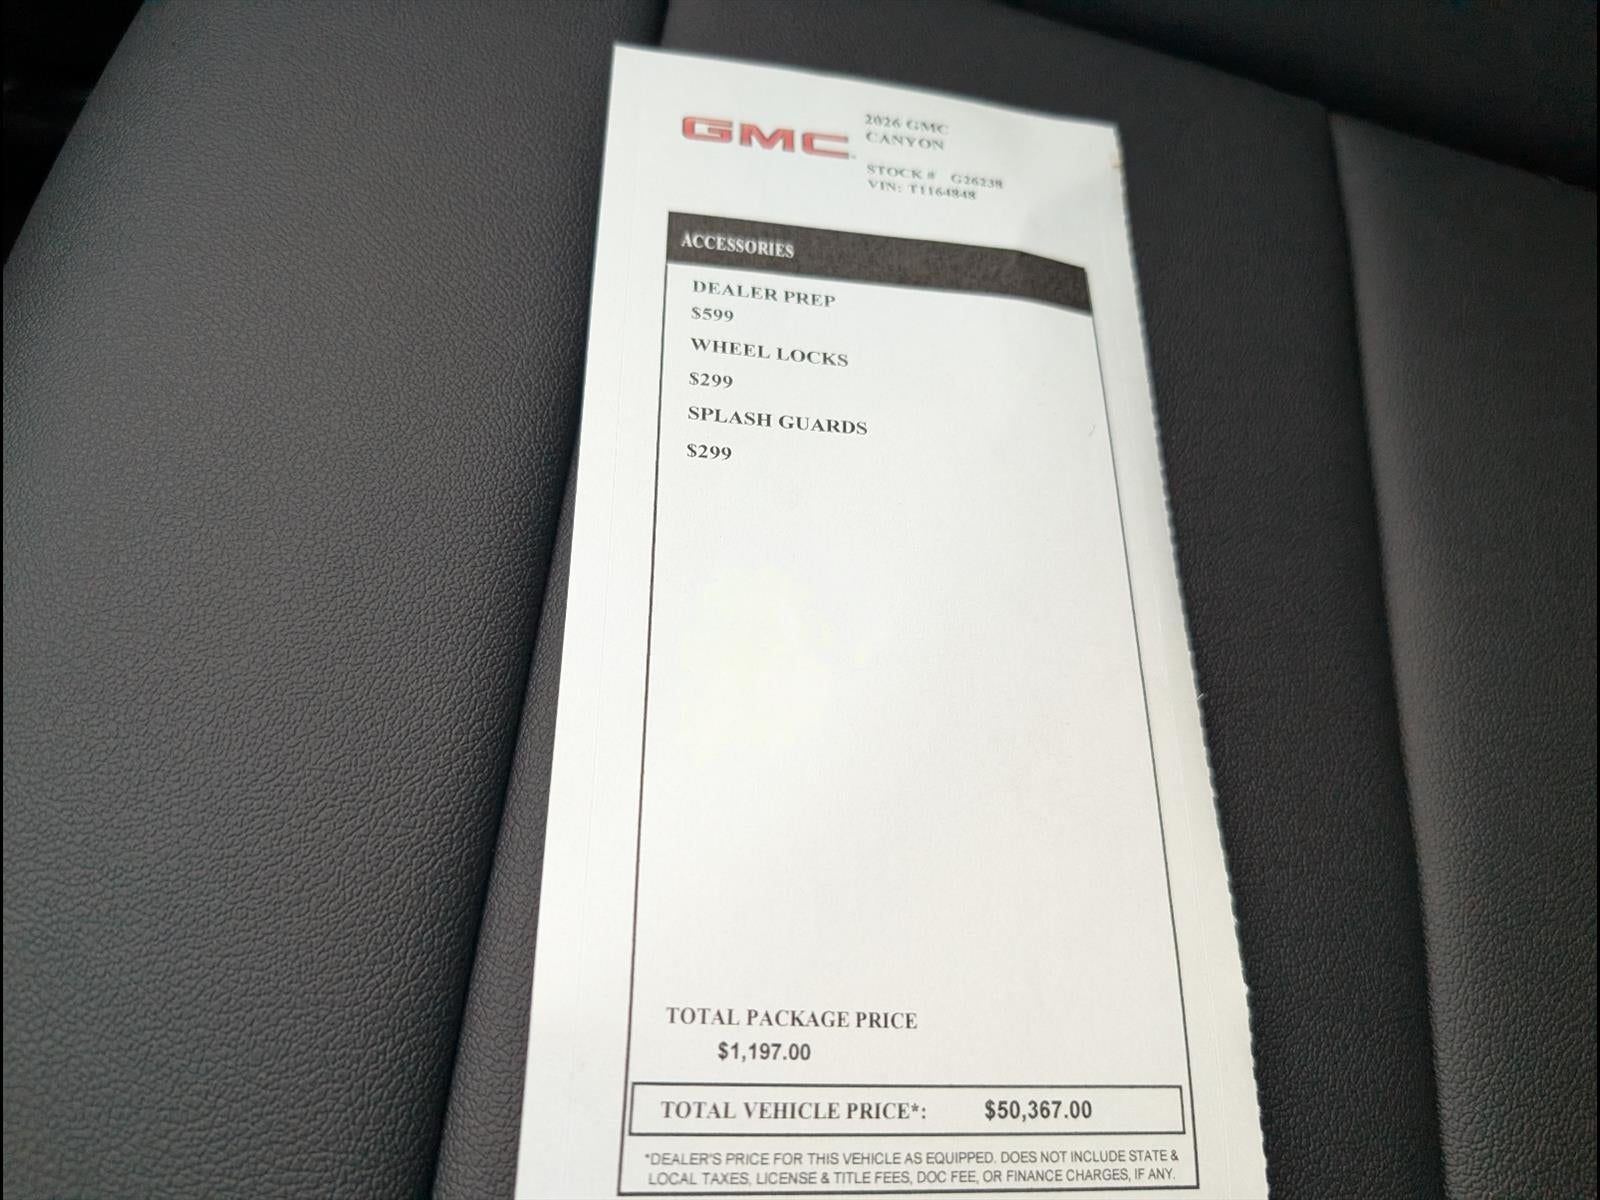 GMC
2026 GMC
CANYON
STOCK # G26238
VIN: T1164848
ACCESSORIES
DEALER PREP
$599
WHEEL LOCKS
$299
SPLASH GUARDS
$299
TOTAL PACKAGE PRICE
$1,197.00
TOTAL VEHICLE PRICE*: $50,367.00
*DEALER'S PRICE FOR THIS VEHICLE AS EQUIPPED. DOES NOT INCLUDE STATE &
LOCAL TAXES, LICENSE & TITLE FEES, DOC FEE, OR FINANCE CHARGES, IF ANY.